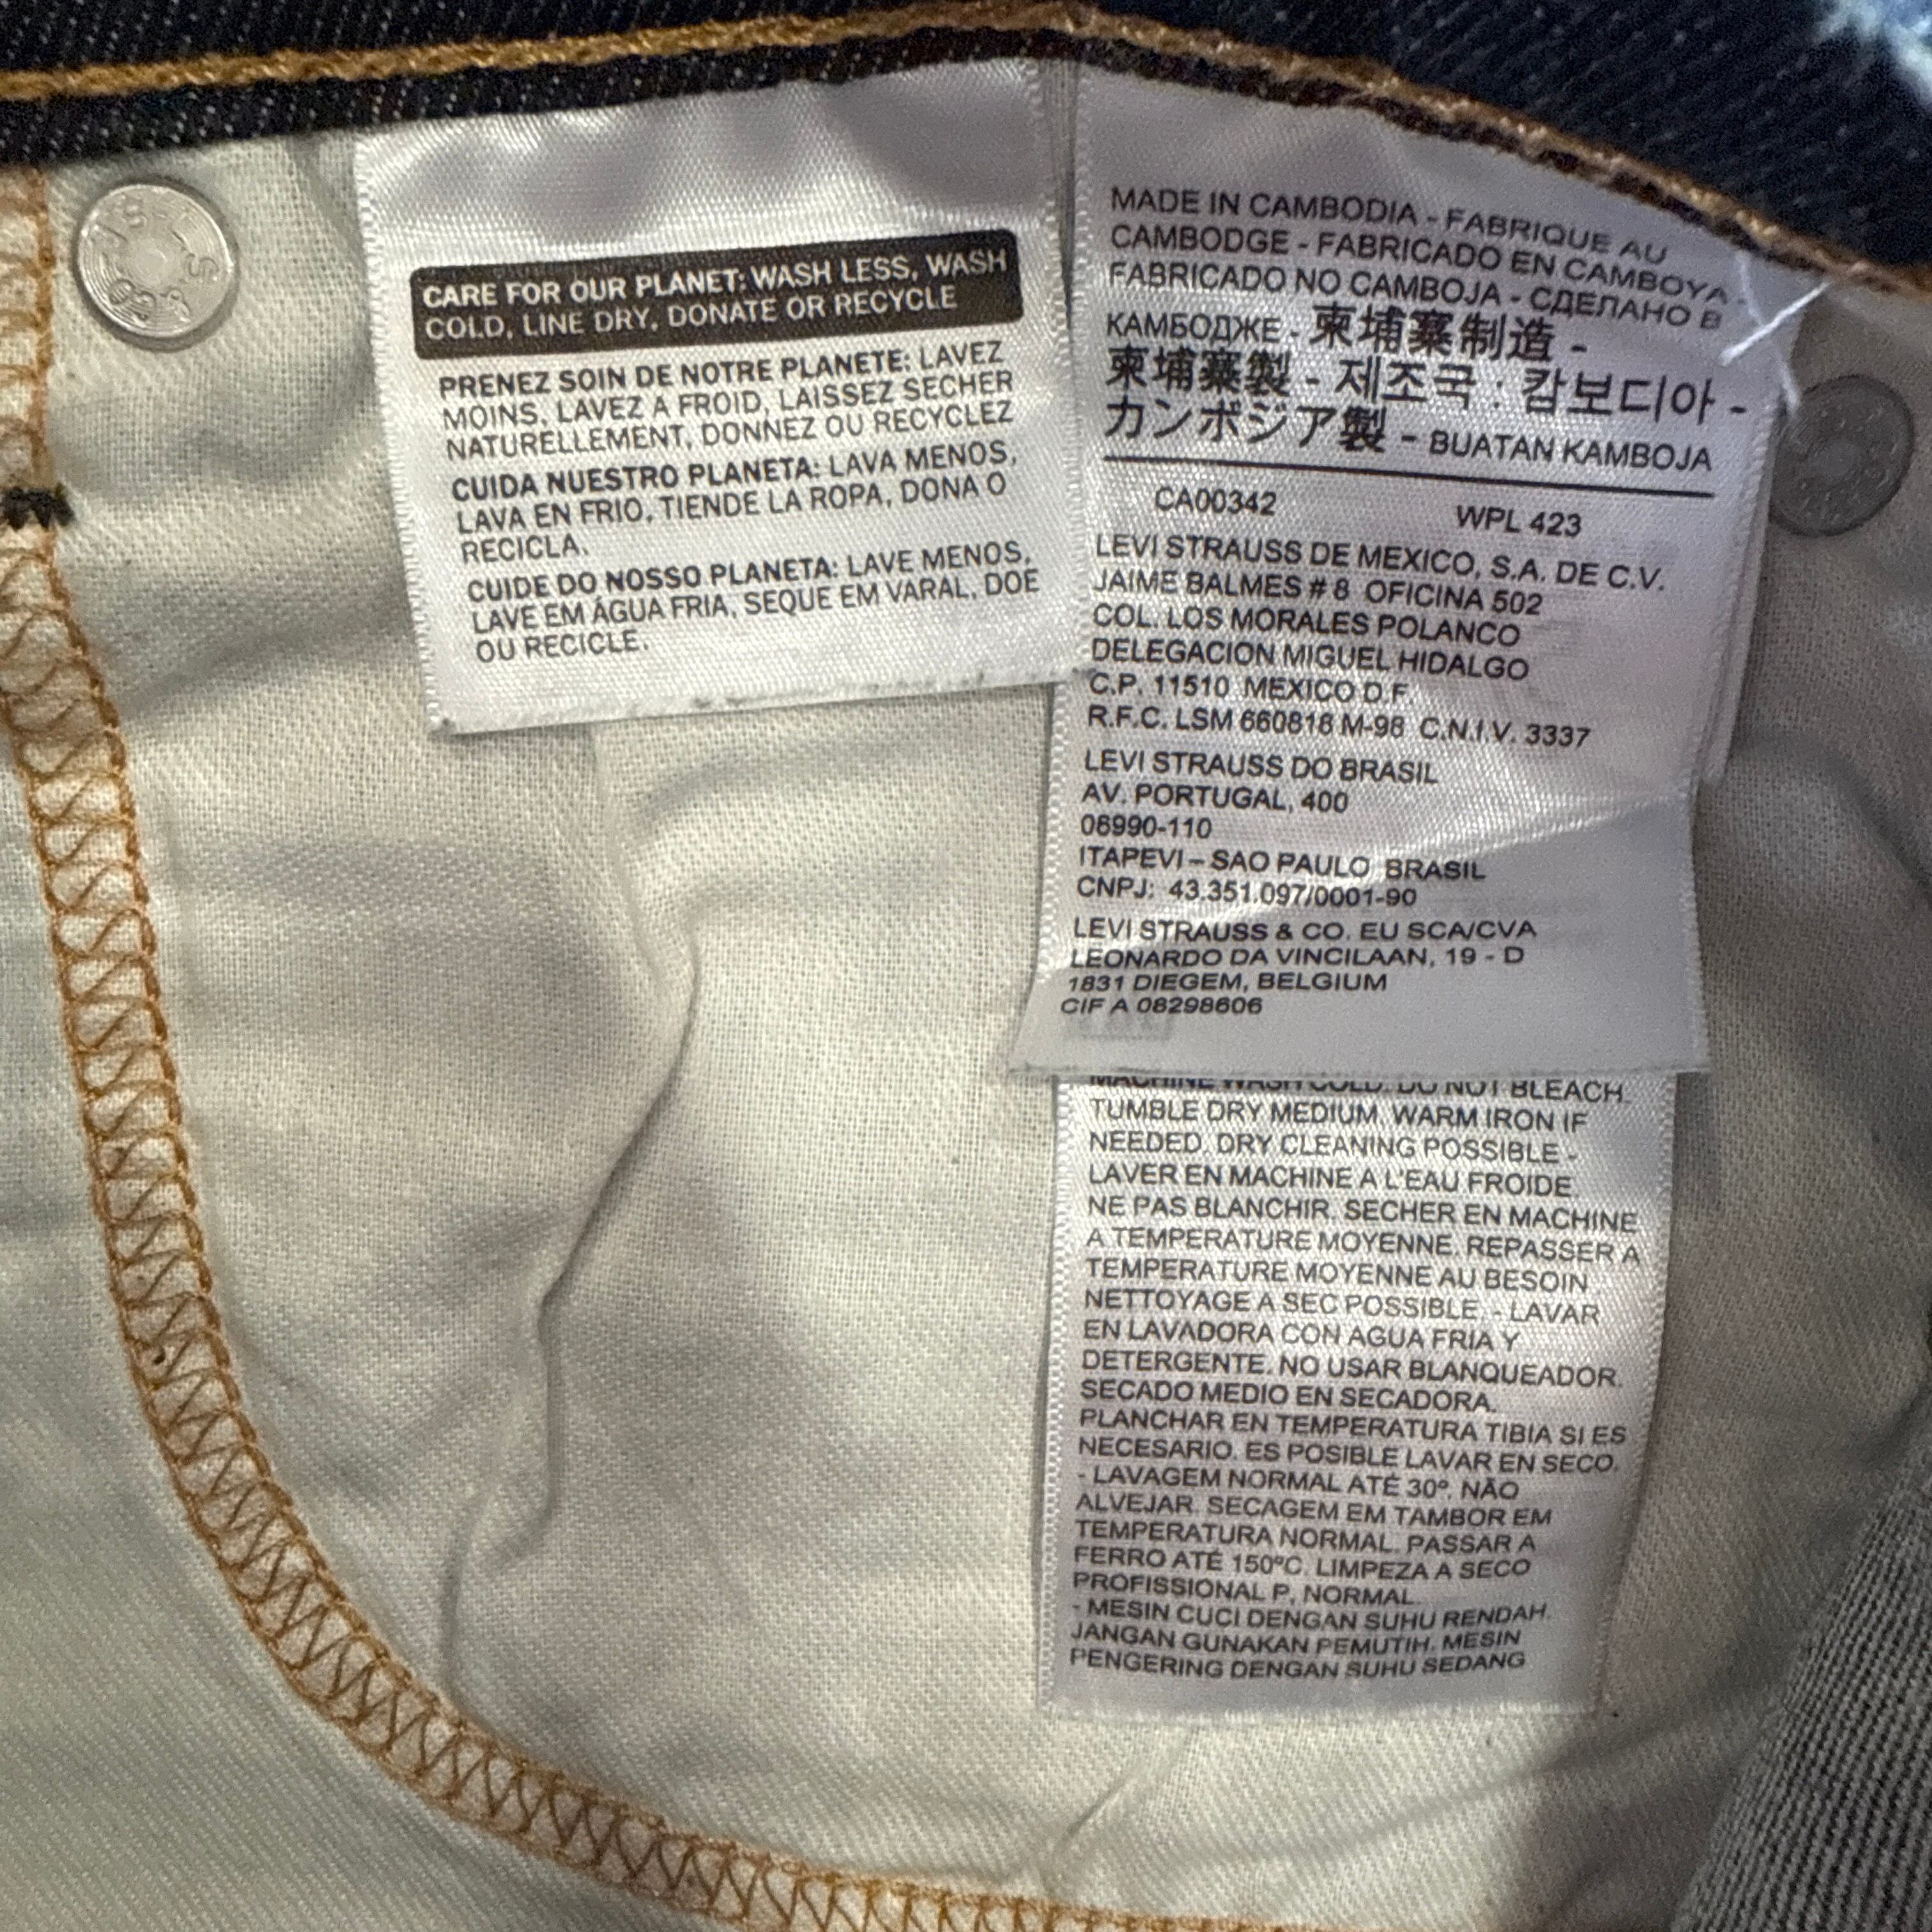 CARE FOR OUR PLANET: WASH LESS, WASH
COLD, LINE DRY, DONATE OR RECYCLE
PRENEZ SOIN DE NOTRE PLANETE: LAVEZ
MOINS, LAVEZ A FROID, LAISSEZ SECHER
NATURELLEMENT, DONNEZ OU RECYCLEZ
CUIDA NUESTRO PLANETA: LAVA MENOS,
LAVA EN FRIO, TIENDE LA ROPA, DONA O
RECICLA.
CUIDE DO NOSSO PLANETA: LAVE MENOS,
LAVE EM ÁGUA FRIA, SEQUE EM VARAL, DOE
OU RECICLE.
MADE IN CAMBODIA - FABRIQUE AU
CAMBODGE - FABRICADO EN CAMBOYA -
FABRICADO NO CAMBOJA - СДЕЛАНО В
КАМБОДЖЕ - 柬埔寨制造 -
柬埔寨製 - 제조국 : 캄보디아 -
カンボジア製 - BUATAN KAMBOJA
CA00342 WPL 423
LEVI STRAUSS DE MEXICO, S.A. DE C.V.
JAIME BALMES # 8 OFICINA 502
COL. LOS MORALES POLANCO
DELEGACION MIGUEL HIDALGO
C.P. 11510 MEXICO D.F.
R.F.C. LSM 660818 M-98 C.N.I.V. 3337
LEVI STRAUSS DO BRASIL
AV. PORTUGAL, 400
06990-110
ITAPEVI – SAO PAULO BRASIL
CNPJ: 43.351.097/0001-90
LEVI STRAUSS & CO. EU SCA/CVA
LEONARDO DA VINCILAAN, 19 - D
1831 DIEGEM, BELGIUM
CIF A 08298606
MACHINE WASH COLD. DO NOT BLEACH.
TUMBLE DRY MEDIUM. WARM IRON IF
NEEDED. DRY CLEANING POSSIBLE -
LAVER EN MACHINE A L'EAU FROIDE
NE PAS BLANCHIR. SECHER EN MACHINE
A TEMPERATURE MOYENNE. REPASSER A
TEMPERATURE MOYENNE AU BESOIN
NETTOYAGE A SEC POSSIBLE. - LAVAR
EN LAVADORA CON AGUA FRIA Y
DETERGENTE. NO USAR BLANQUEADOR.
SECADO MEDIO EN SECADORA.
PLANCHAR EN TEMPERATURA TIBIA SI ES
NECESARIO. ES POSIBLE LAVAR EN SECO.
- LAVAGEM NORMAL ATÉ 30º. NÃO
ALVEJAR. SECAGEM EM TAMBOR EM
TEMPERATURA NORMAL. PASSAR A
FERRO ATÉ 150ºC. LIMPEZA A SECO
PROFISSIONAL P, NORMAL.
- MESIN CUCI DENGAN SUHU RENDAH.
JANGAN GUNAKAN PEMUTIH. MESIN
PENGERING DENGAN SUHU SEDANG